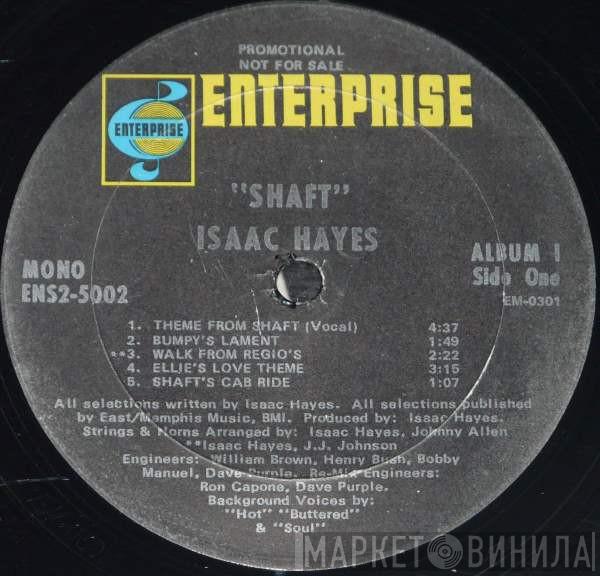 PROMOTIONAL
NOT FOR SALE
ENTERPRISE
ENTERPRISE
"SHAFT"
ISAAC HAYES
MONO
ENS2-5002
ALBUM I
Side One
EM-0301
1. THEME FROM SHAFT (Vocal) 4:37
2. BUMPY'S LAMENT 1:49
**3. WALK FROM REGIO'S 2:22
4. ELLIE'S LOVE THEME 3:15
5. SHAFT'S CAB RIDE 1:07
All selections written by Isaac Hayes. All selections published
by East/Memphis Music, BMI. Produced by: Isaac Hayes.
Strings & Horns Arranged by: Isaac Hayes, Johnny Allen
**Isaac Hayes, J.J. Johnson
Engineers: William Brown, Henry Bush, Bobby
Manuel, Dave Purple. Re-Mix Engineers:
Ron Capone, Dave Purple.
Background Voices by:
"Hot" "Buttered"
& "Soul"
МАРКЕТ ВИНИЛА